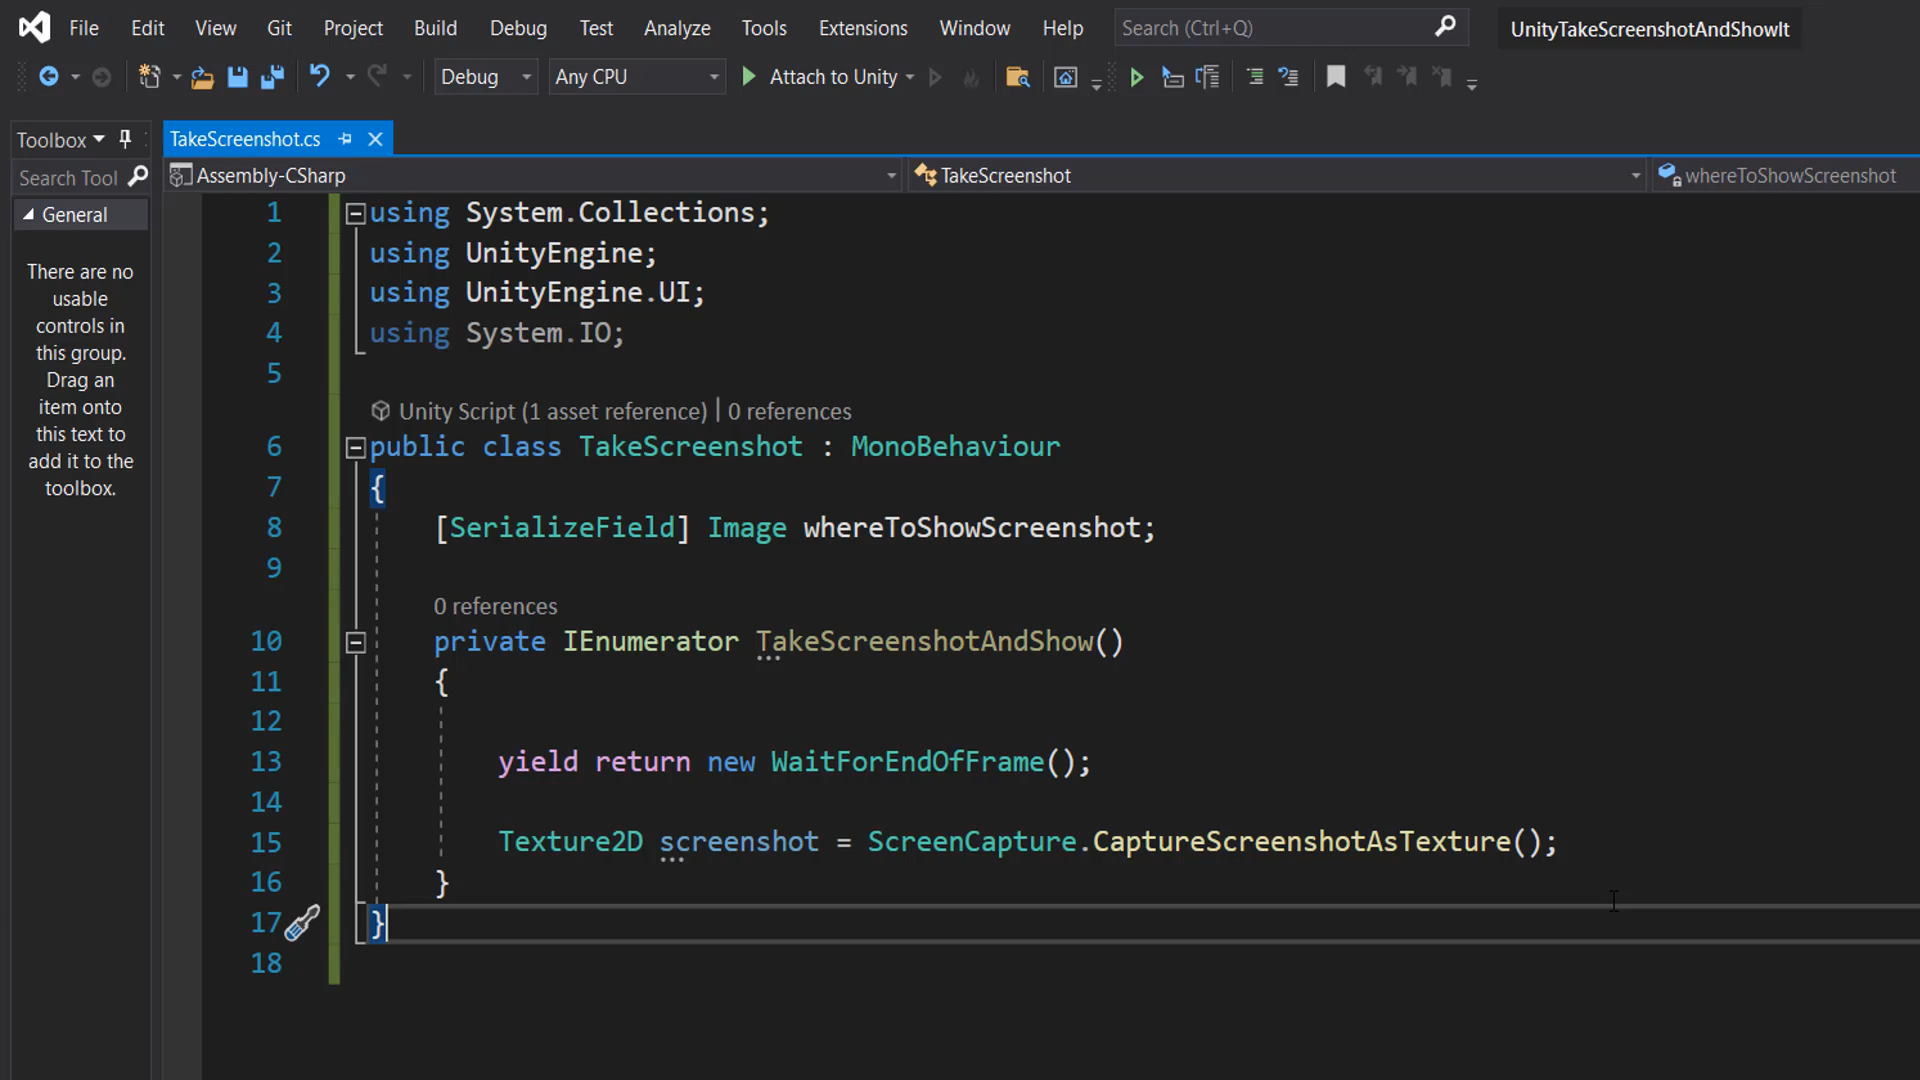 File Edit View Git Project Build Debug Test Analyze Tools Extensions Window Help Search (Ctrl+Q) UnityTakeScreenshotAndShowIt
Debug Any CPU Attach to Unity
Toolbox
Search Tool
General
There are no
usable
controls in
this group.
Drag an
item onto
this text to
add it to the
toolbox.
TakeScreenshot.cs
Assembly-CSharp TakeScreenshot whereToShowScreenshot
1 using System.Collections;
2 using UnityEngine;
3 using UnityEngine.UI;
4 using System.IO;
5
Unity Script (1 asset reference) | 0 references
6 public class TakeScreenshot : MonoBehaviour
7 {
8 [SerializeField] Image whereToShowScreenshot;
9
0 references
10 private IEnumerator TakeScreenshotAndShow()
11 {
12
13 yield return new WaitForEndOfFrame();
14
15 Texture2D screenshot = ScreenCapture.CaptureScreenshotAsTexture();
16 }
17 }
18